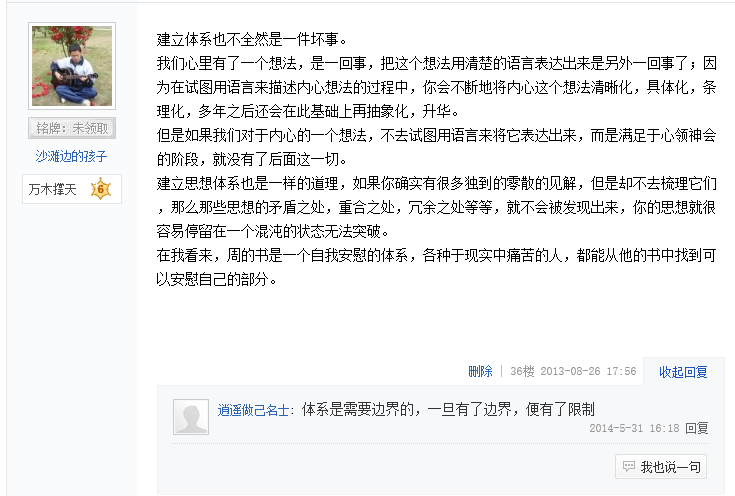 建立体系也不全然是一件坏事。
我们心里有了一个想法，是一回事，把这个想法用清楚的语言表达出来是另外一回事了；因
为在试图用语言来描述内心想法的过程中，你会不断地将内心这个想法清晰化，具体化，条
理化，多年之后还会在此基础上再抽象化，升华。
但是如果我们对于内心的一个想法，不去试图用语言来将它表达出来，而是满足于心领神会
的阶段，就没有了后面这一切。
建立思想体系也是一样的道理，如果你确实有很多独到的零散的见解，但是却不去梳理它们
，那么那些思想的矛盾之处，重合之处，冗余之处等等，就不会被发现出来，你的思想就很
容易停留在一个混沌的状态无法突破。
在我看来，周的书是一个自我安慰的体系，各种于现实中痛苦的人，都能从他的书中找到可
以安慰自己的部分。
铭牌：未领取
沙滩边的孩子
万木撑天 6
删除 | 36楼 2013-08-26 17:56 收起回复
逍遥做己名士: 体系是需要边界的，一旦有了边界，便有了限制
2014-5-31 16:18 回复
我也说一句